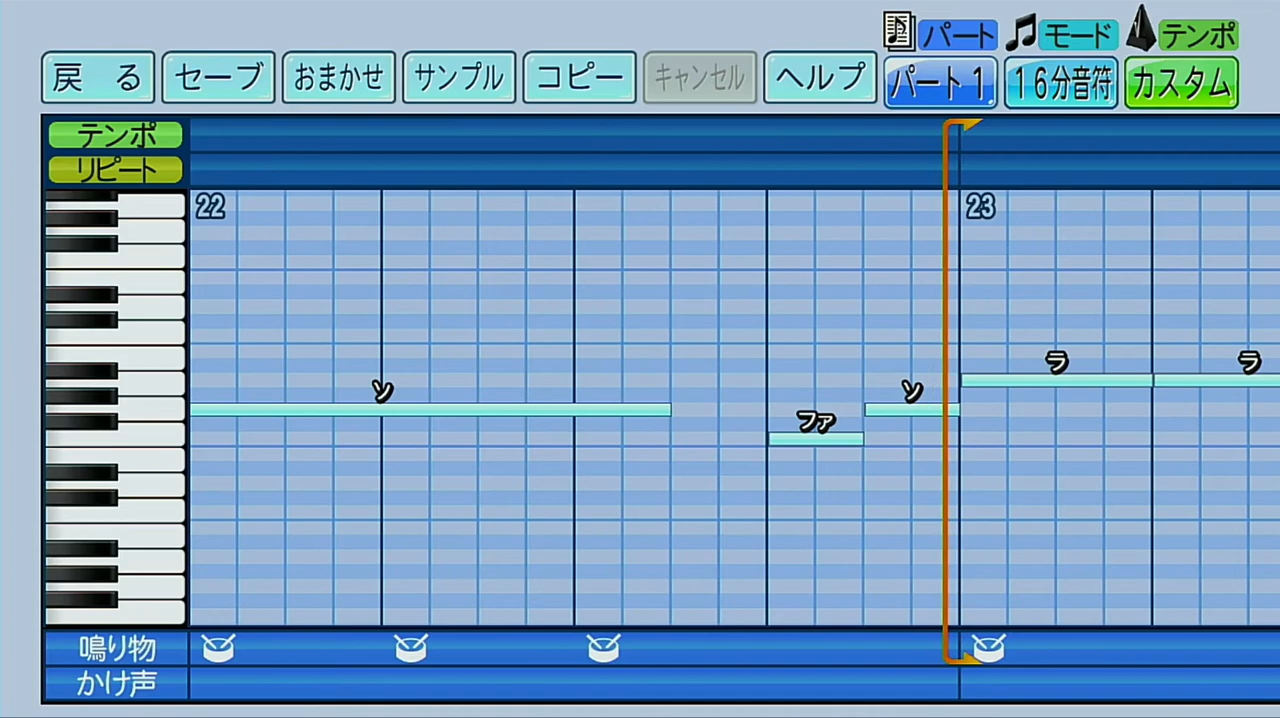 パート モード テンポ
戻る セーブ おまかせ サンプル コピー キャンセル ヘルプ パート1 16分音符 カスタム
テンポ
リピート
22 23
ラ ラ
ソ ソ
ファ
鳴り物
かけ声